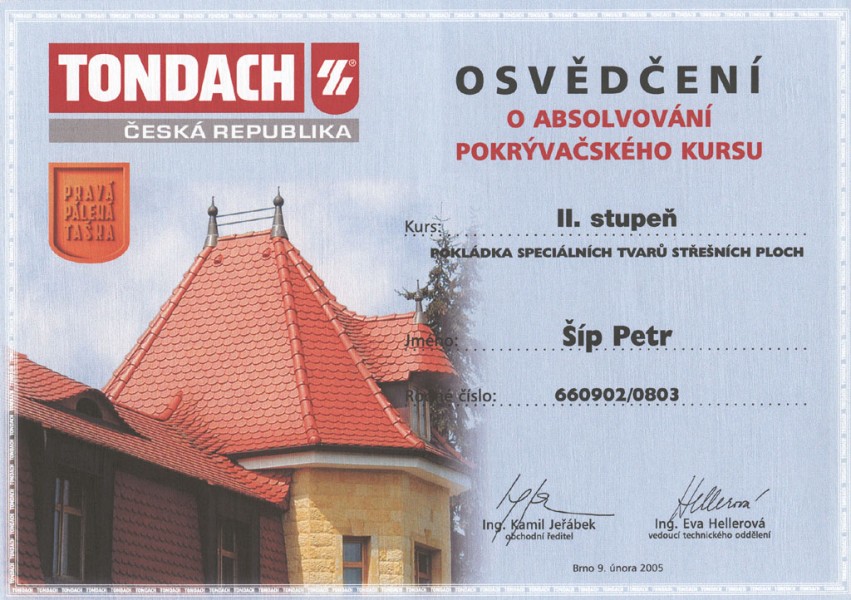 TONDACH
ČESKÁ REPUBLIKA
PRAVÁ
PÁLENÁ
TAŠKA
OSVĚDČENÍ
O ABSOLVOVÁNÍ
POKRÝVAČSKÉHO KURSU
Kurs: II. stupeň
POKLÁDKA SPECIÁLNÍCH TVARŮ STŘEŠNÍCH PLOCH
Jméno: Šíp Petr
Rodné číslo: 660902/0803
Hellerová
Ing. Kamil Jeřábek
obchodní ředitel
Ing. Eva Hellerová
vedoucí technického oddělení
Brno 9. února 2005